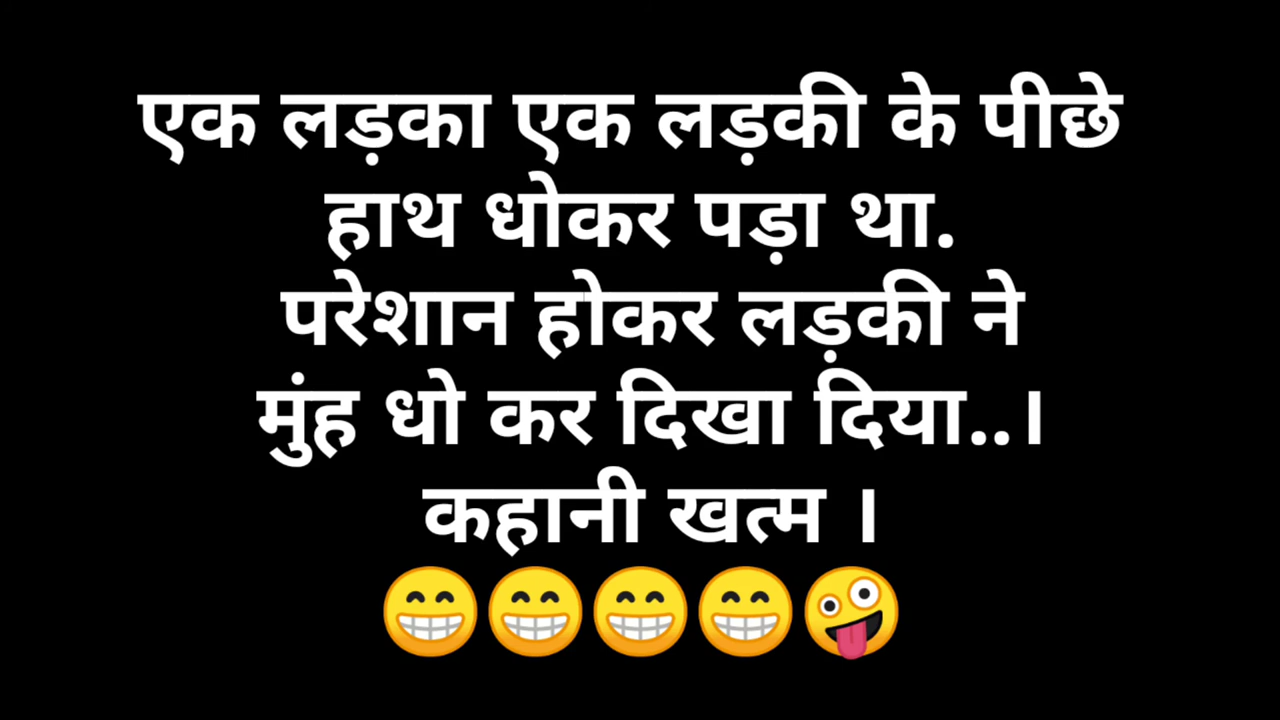 एक लड़का एक लड़की के पीछे
हाथ धोकर पड़ा था.
परेशान होकर लड़की ने
मुंह धो कर दिखा दिया..।
कहानी खत्म ।
😁😁😁😁🤪